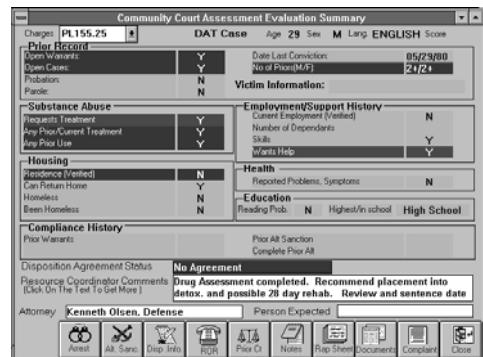 Community Court Assessment Evaluation Summary
Charges PL155.25 DAT Case Age 29 Sex M Lang. ENGLISH Score
Prior Record
Open Warrants: Y Date Last Conviction: 05/29/80
Open Cases: Y No of Priors(M/F): 2+/2+
Probation: N Victim Information:
Parole: N
Substance Abuse Employment/Support History
Requests Treatment Y Current Employment (Verified) N
Any Prior/Current Treatment Y Number of Dependants
Any Prior Use Y Skills Y
Wants Help Y
Housing Health
Residence (Verified) N Reported Problems, Symptoms N
Can Return Home Y
Homeless N Education
Been Homeless N Reading Prob. N Highest/in school High School
Compliance History
Prior Warrants Prior Alt Sanction
Complete Prior Alt
Disposition Agreement Status No Agreement
Resource Coordinator Comments Drug Assessment completed. Recommend placement into
(Click On The Text To Get More ) detox. and possible 28 day rehab. Review and sentence date
Attorney Kenneth Olsen, Defense Person Expected
Arrest Alt. Sanc. Disp. Info ROR Prior Ct Notes Rap Sheet Documents Complaint Close